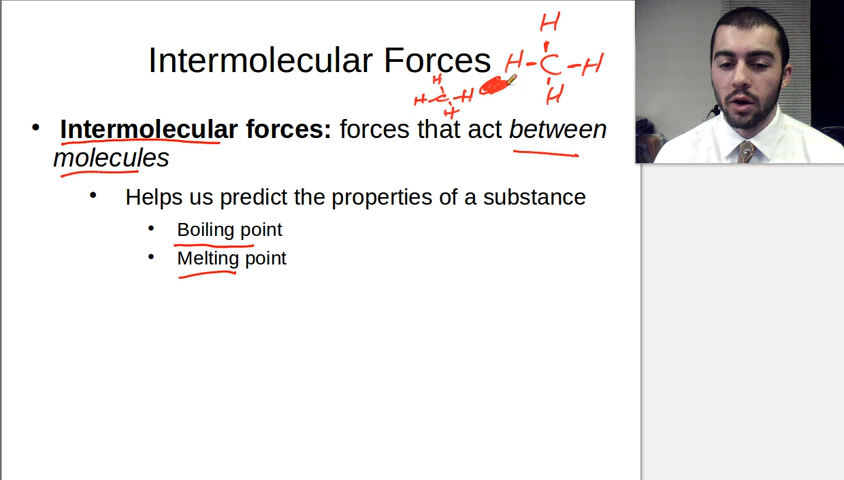 Intermolecular Forces
H
H-C-H
H
H
H-C-H
H
• Intermolecular forces: forces that act between
molecules
• Helps us predict the properties of a substance
• Boiling point
• Melting point